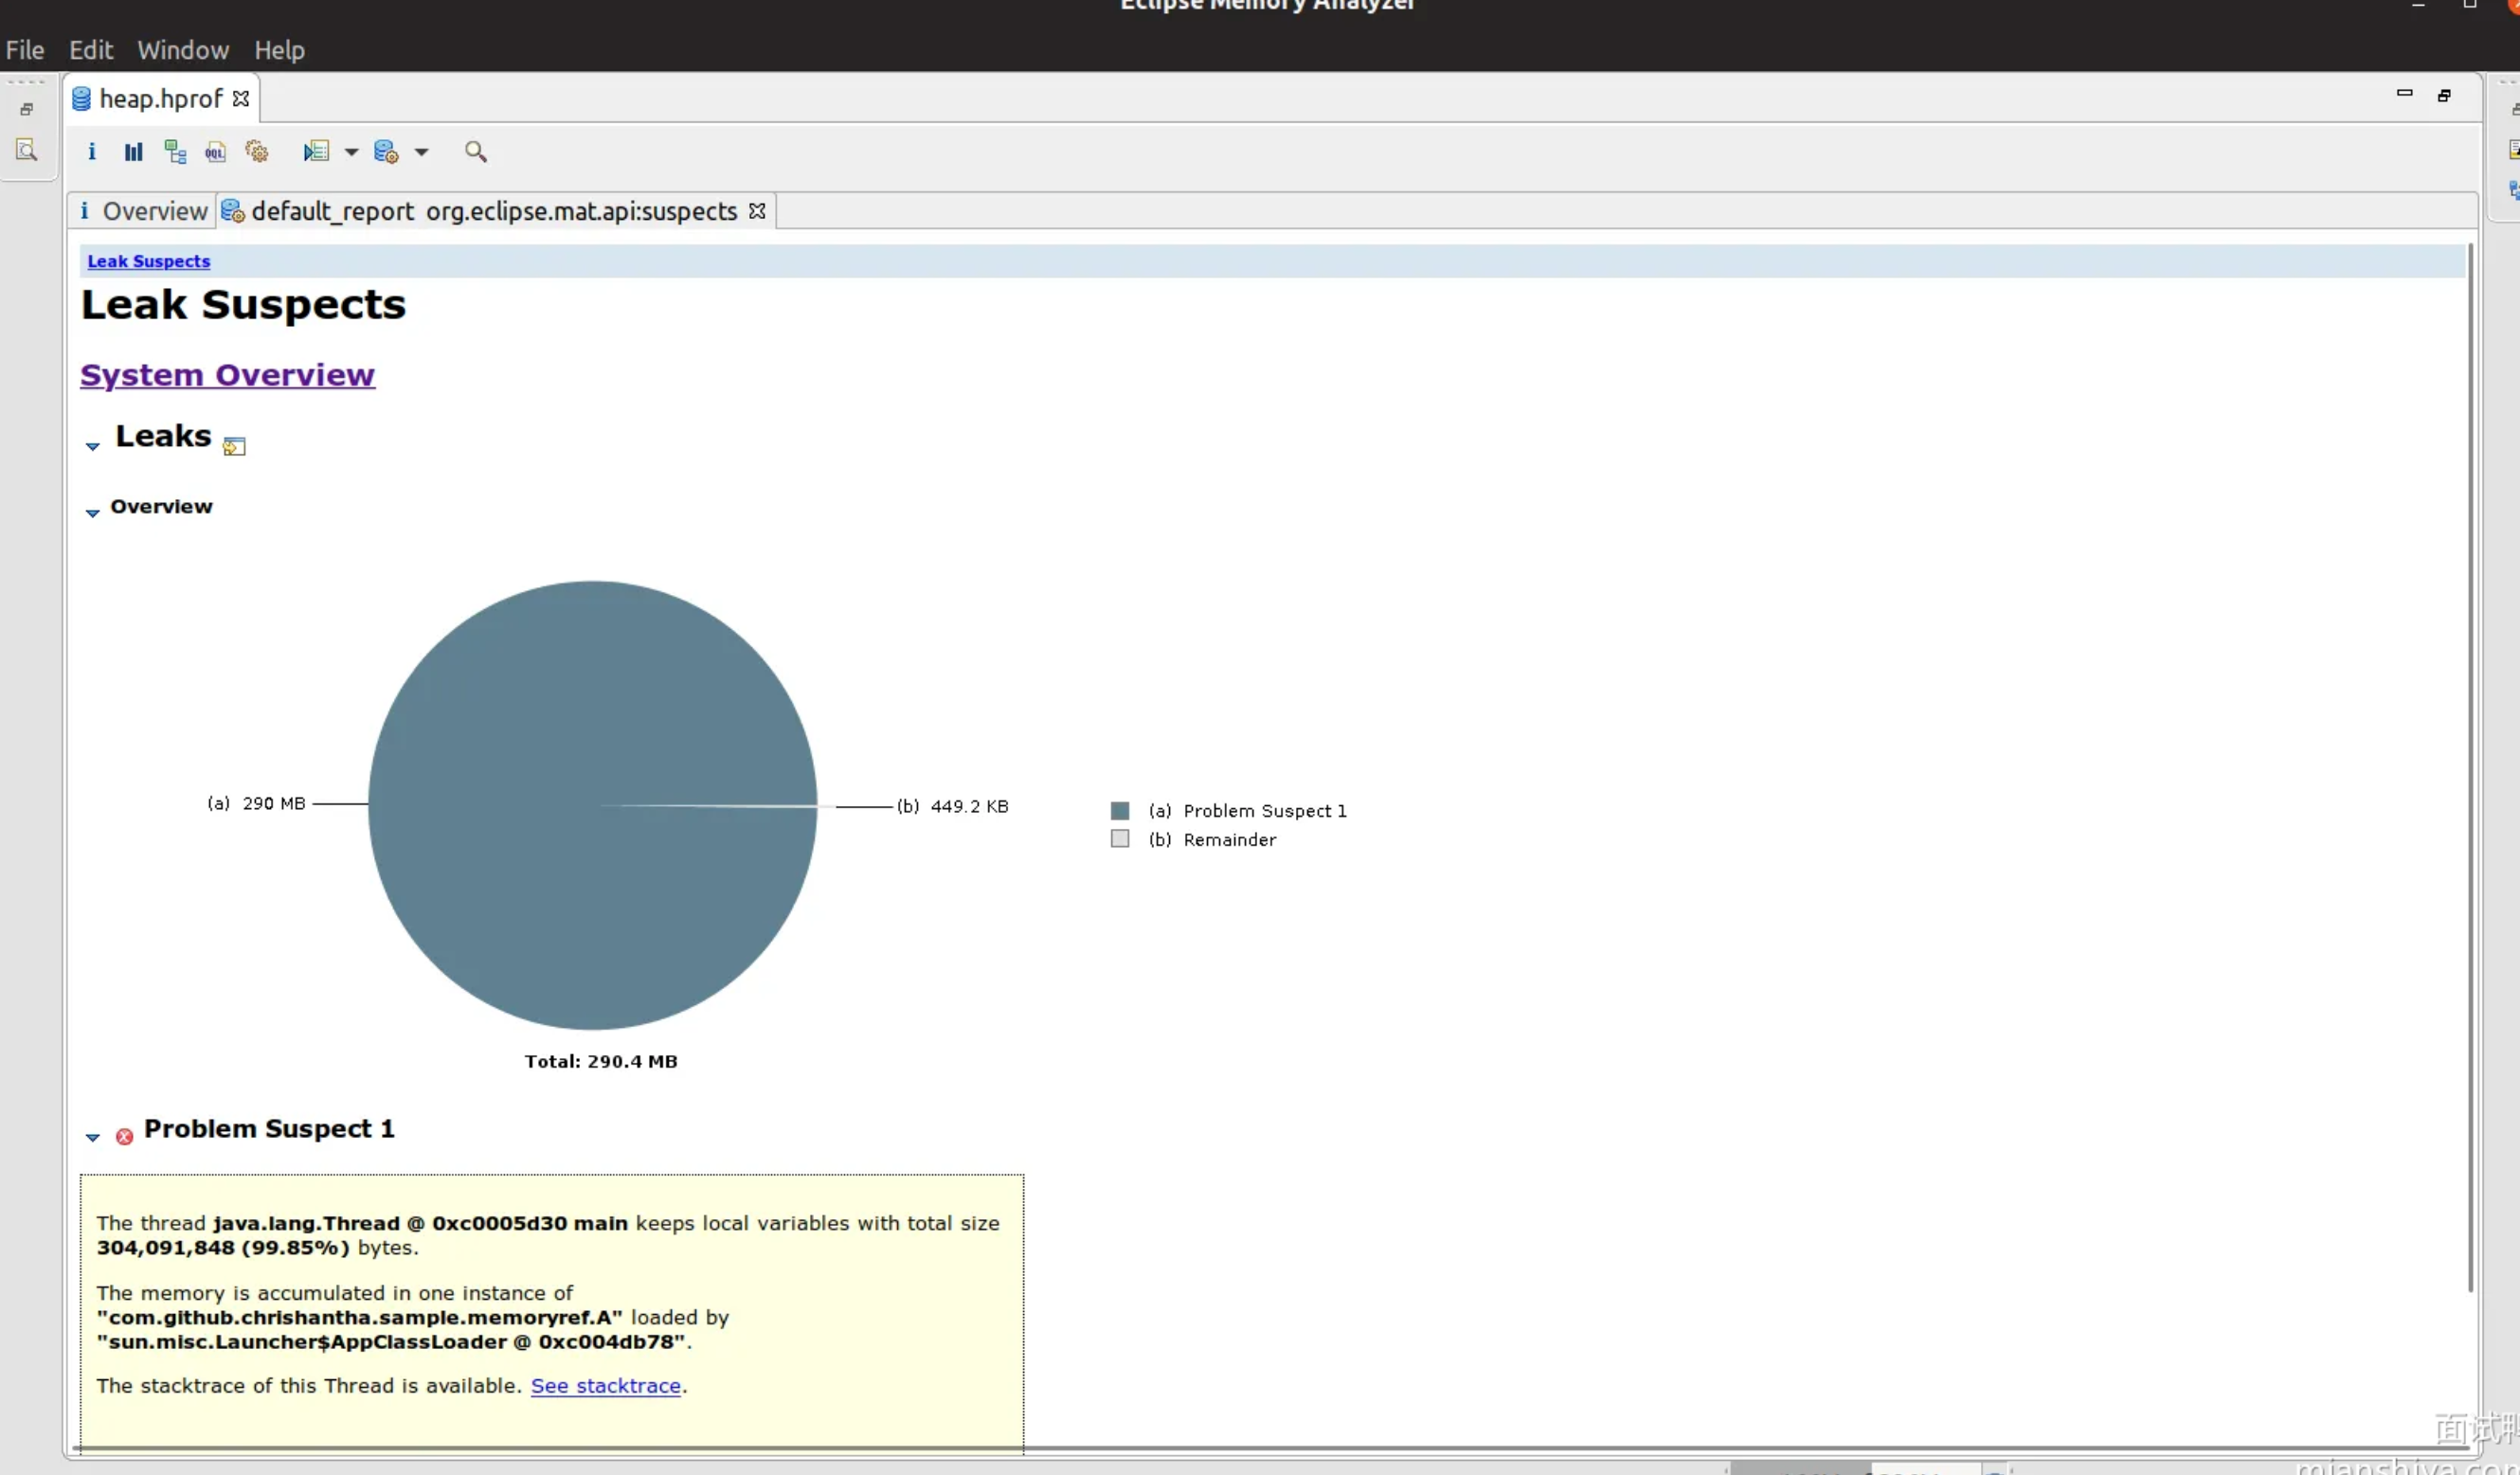 Eclipse Memory Analyzer
File Edit Window Help
heap.hprof
OQL
Overview default_report org.eclipse.mat.api:suspects
Leak Suspects
Leak Suspects
System Overview
Leaks
Overview
(a) 290 MB
(b) 449.2 KB
(a) Problem Suspect 1
(b) Remainder
Total: 290.4 MB
Problem Suspect 1
The thread java.lang.Thread @ 0xc0005d30 main keeps local variables with total size
304,091,848 (99.85%) bytes.
The memory is accumulated in one instance of
"com.github.chrishantha.sample.memoryref.A" loaded by
"sun.misc.Launcher$AppClassLoader @ 0xc004db78".
The stacktrace of this Thread is available. See stacktrace.
面试